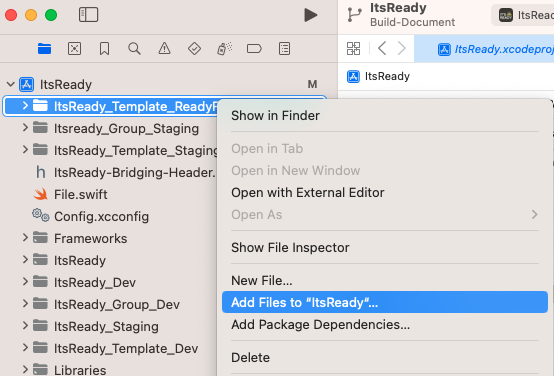 ItsReady
Build-Document
ItsRead
ItsReady.xcodeproj
ItsReady
ItsReady
M
ItsReady_Template_ReadyP
Itsready_Group_Staging
ItsReady_Template_Staging
ItsReady-Bridging-Header.
File.swift
Config.xcconfig
Frameworks
ItsReady
ItsReady_Dev
ItsReady_Group_Dev
ItsReady_Staging
ItsReady_Template_Dev
Libraries
Show in Finder
Open in Tab
Open in New Window
Open with External Editor
Open As
Show File Inspector
New File...
Add Files to “ItsReady“...
Add Package Dependencies...
Delete